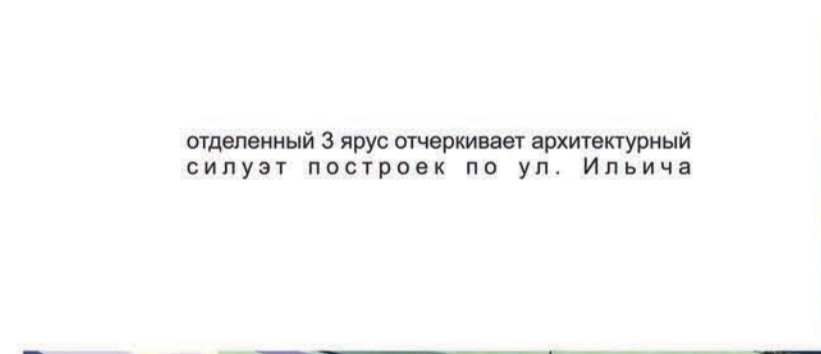 отделенный 3 ярус отчеркивает архитектурный
силуэт построек по ул. Ильича